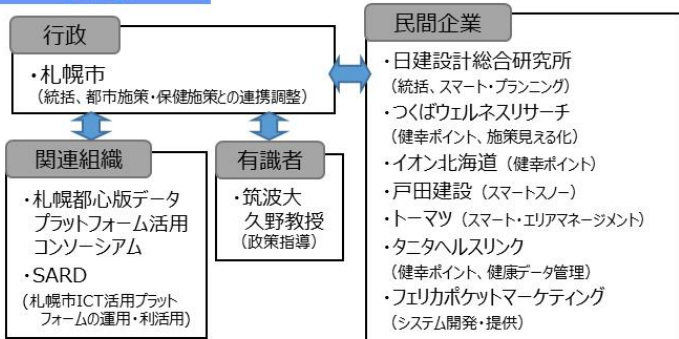 行政
・札幌市
(統括、都市施策・保健施策との連携調整)
関連組織
・札幌都心版データ
プラットフォーム活用
コンソーシアム
・SARD
(札幌市ICT活用プラット
フォームの運用・利活用)
有識者
・筑波大
久野教授
(政策指導)
民間企業
・日建設計総合研究所
(統括、スマート・プランニング)
・つくばウェルネスリサーチ
(健幸ポイント、施策見える化)
・イオン北海道 (健幸ポイント)
・戸田建設 (スマートスノー)
・トーマツ (スマート・エリアマネージメント)
・タニタヘルスリンク
(健幸ポイント、健康データ管理)
・フェリカポケットマーケティング
(システム開発・提供)